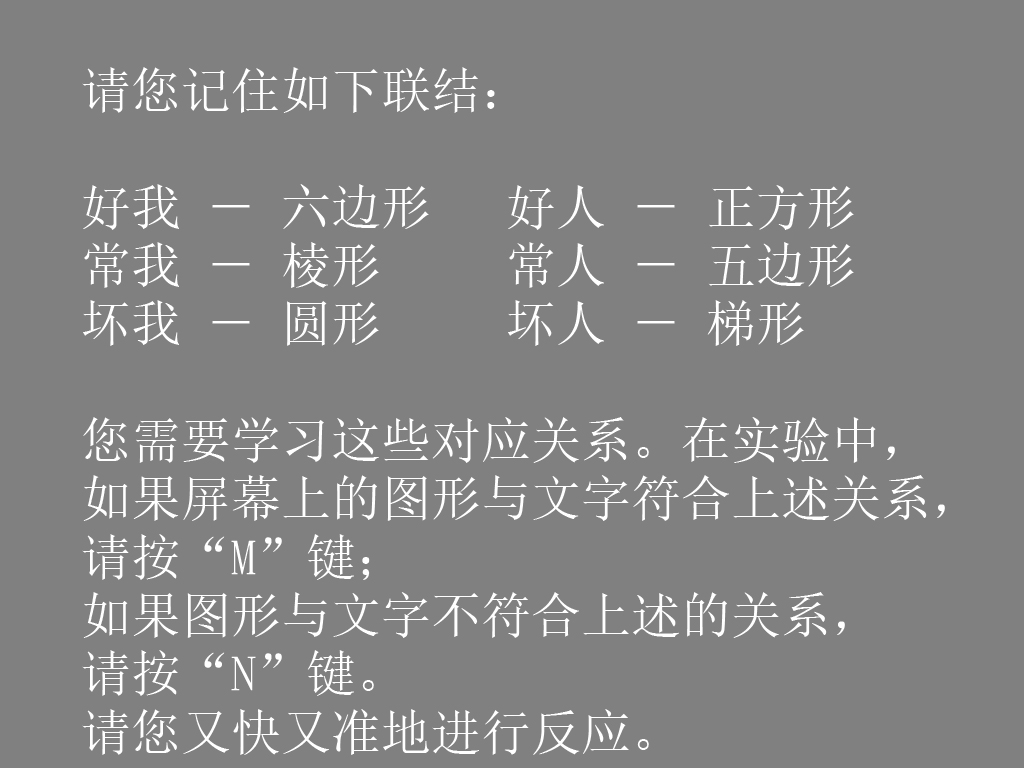 请您记住如下联结：
好我 － 六边形 好人 － 正方形
常我 － 棱形 常人 － 五边形
坏我 － 圆形 坏人 － 梯形
您需要学习这些对应关系。在实验中，
如果屏幕上的图形与文字符合上述关系，
请按“M”键；
如果图形与文字不符合上述的关系，
请按“N”键。
请您又快又准地进行反应。